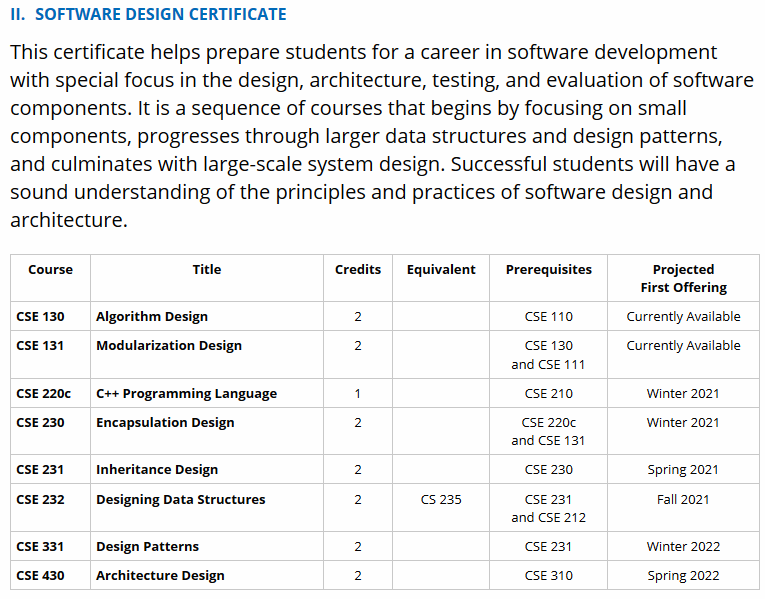 II. SOFTWARE DESIGN CERTIFICATE
This certificate helps prepare students for a career in software development
with special focus in the design, architecture, testing, and evaluation of software
components. It is a sequence of courses that begins by focusing on small
components, progresses through larger data structures and design patterns,
and culminates with large-scale system design. Successful students will have a
sound understanding of the principles and practices of software design and
architecture.
Course Title Credits Equivalent Prerequisites Projected
First Offering
CSE 130 Algorithm Design 2 CSE 110 Currently Available
CSE 131 Modularization Design 2 CSE 130 Currently Available
and CSE 111
CSE 220c C++ Programming Language 1 CSE 210 Winter 2021
CSE 230 Encapsulation Design 2 CSE 220c Winter 2021
and CSE 131
CSE 231 Inheritance Design 2 CSE 230 Spring 2021
CSE 232 Designing Data Structures 2 CS 235 CSE 231 Fall 2021
and CSE 212
CSE 331 Design Patterns 2 CSE 231 Winter 2022
CSE 430 Architecture Design 2 CSE 310 Spring 2022